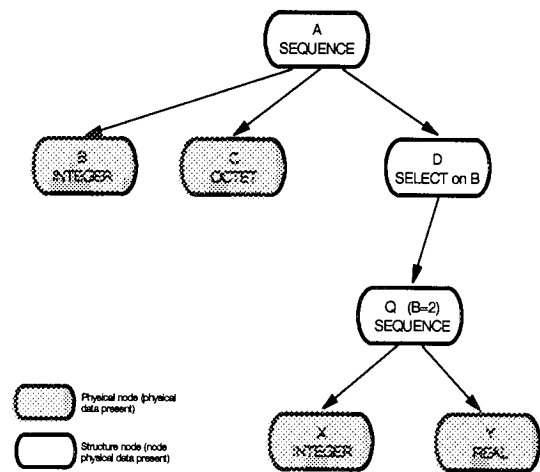 A
SEQUENCE
B
INTEGER
C
OCTET
D
SELECT on B
Q (B=2)
SEQUENCE
X
INTEGER
Y
REAL
Physical node (physical
data present)
Structure node (node
physical data present)